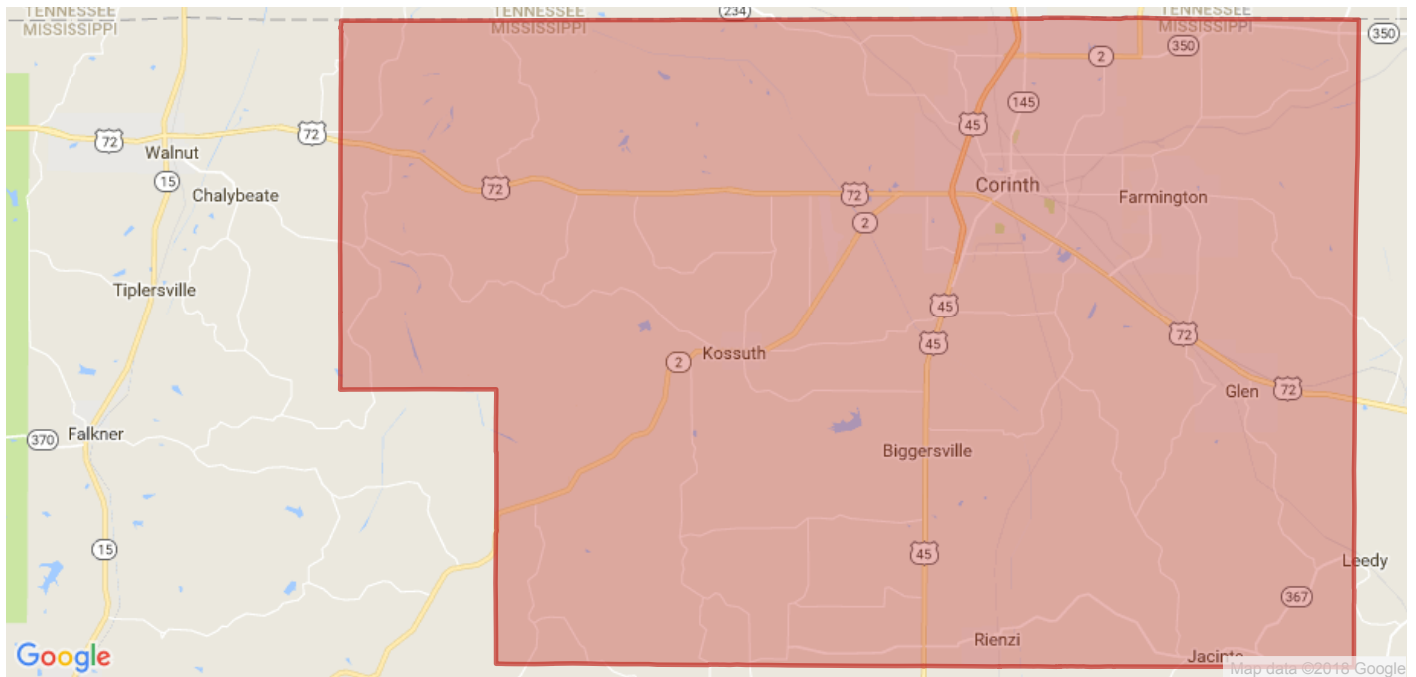 TENNESSEE
MISSISSIPPI
TENNESSEE
MISSISSIPPI
234
TENNESSEE
MISSISSIPPI
350
350
2
145
45
72
72
Walnut
15
Chalybeate
72
72
2
Corinth
Farmington
Tiplersville
45
45
72
Kossuth
2
Glen
72
370
Falkner
Biggersville
15
45
Leedy
367
Rienzi
Jacinto
Google
Map data ©2018 Google